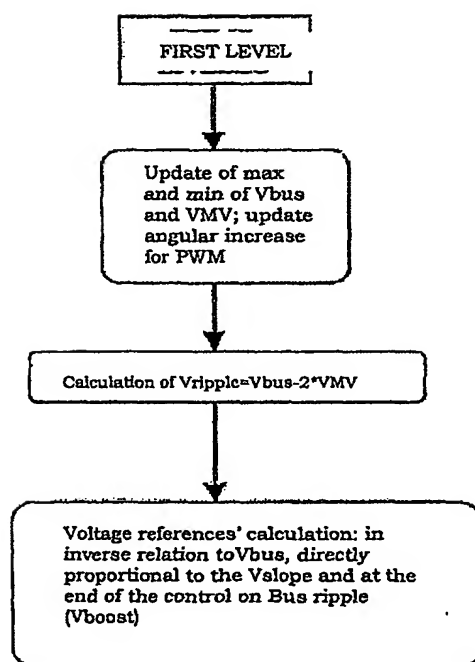 FIRST LEVEL
Update of max
and min of Vbus
and VMV; update
angular increase
for PWM
Calculation of Vripple=Vbus-2*VMV
Voltage references' calculation: in
inverse relation toVbus, directly
proportional to the Vslope and at the
end of the control on Bus ripple
(Vboost)